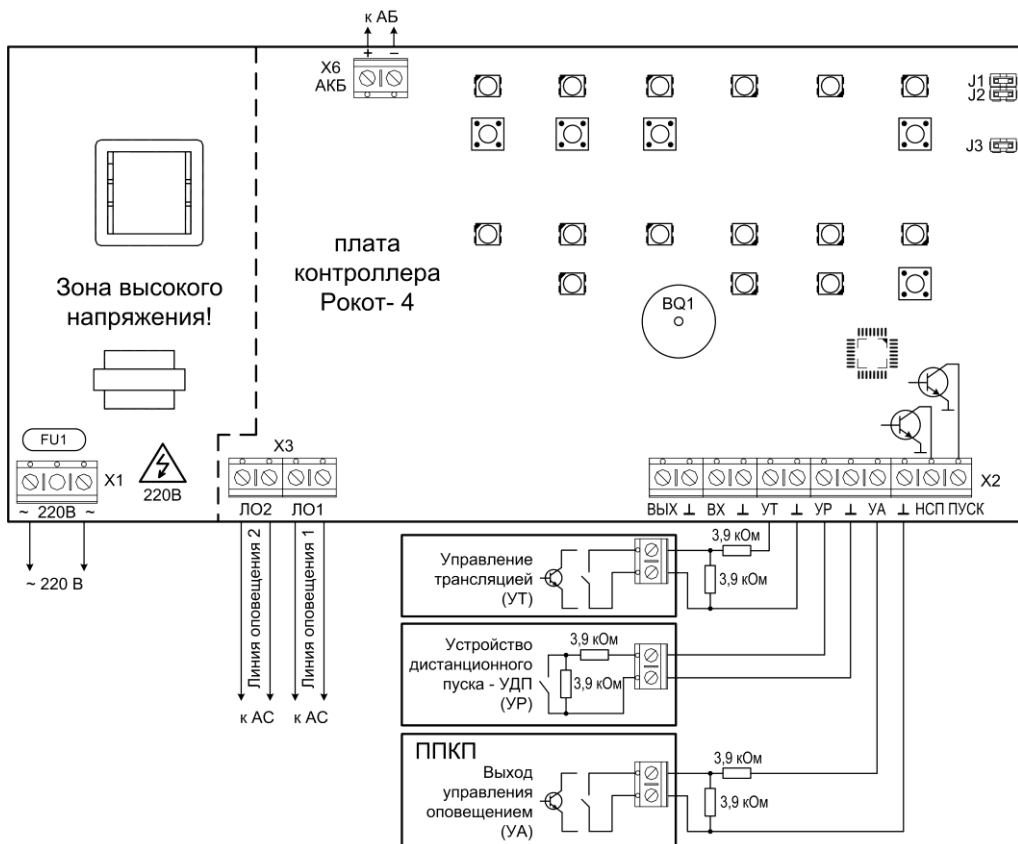 к АБ
+ −
X6
АКБ
J1
J2
J3
плата
контроллера
Рокот- 4
Зона высокого
напряжения!
BQ1
FU1
X1
220В
~ 220В ~
X3
X2
ЛО2 ЛО1
ВЫХ ⊥ ВХ ⊥ УТ ⊥ УР ⊥ УА ⊥ НСП ПУСК
~ 220 В
Линия оповещения 2
Линия оповещения 1
к АС к АС
Управление
трансляцией
(УТ)
3,9 кОм
3,9 кОм
Устройство
дистанционного
пуска - УДП
(УР)
3,9 кОм
3,9 кОм
ППКП
Выход
управления
оповещением
(УА)
3,9 кОм
3,9 кОм